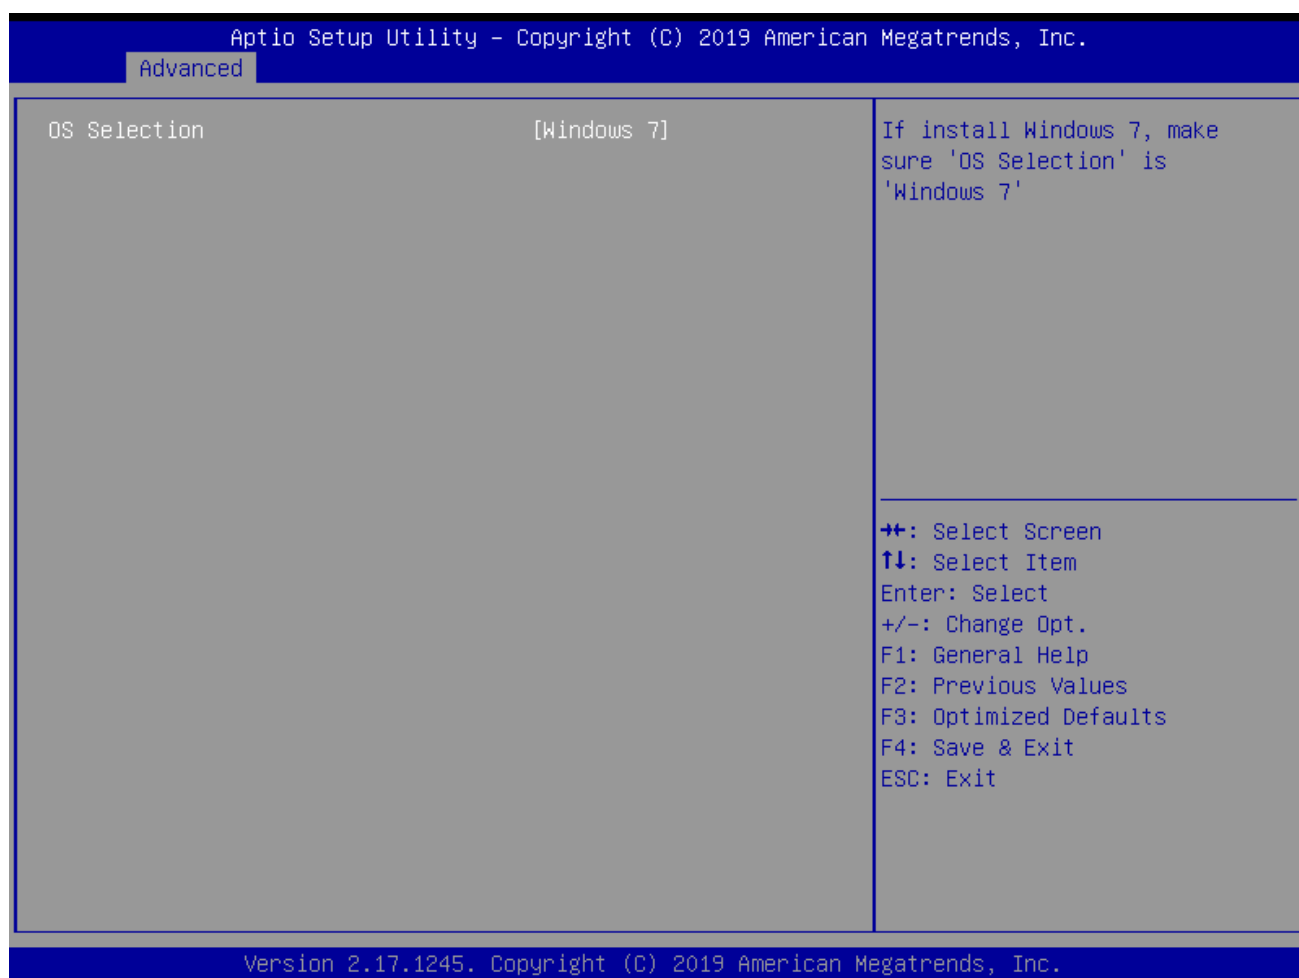 Aptio Setup Utility – Copyright (C) 2019 American Megatrends, Inc.
Advanced
OS Selection [Windows 7]
If install Windows 7, make
sure 'OS Selection' is
'Windows 7'
→←: Select Screen
↑↓: Select Item
Enter: Select
+/-: Change Opt.
F1: General Help
F2: Previous Values
F3: Optimized Defaults
F4: Save & Exit
ESC: Exit
Version 2.17.1245. Copyright (C) 2019 American Megatrends, Inc.